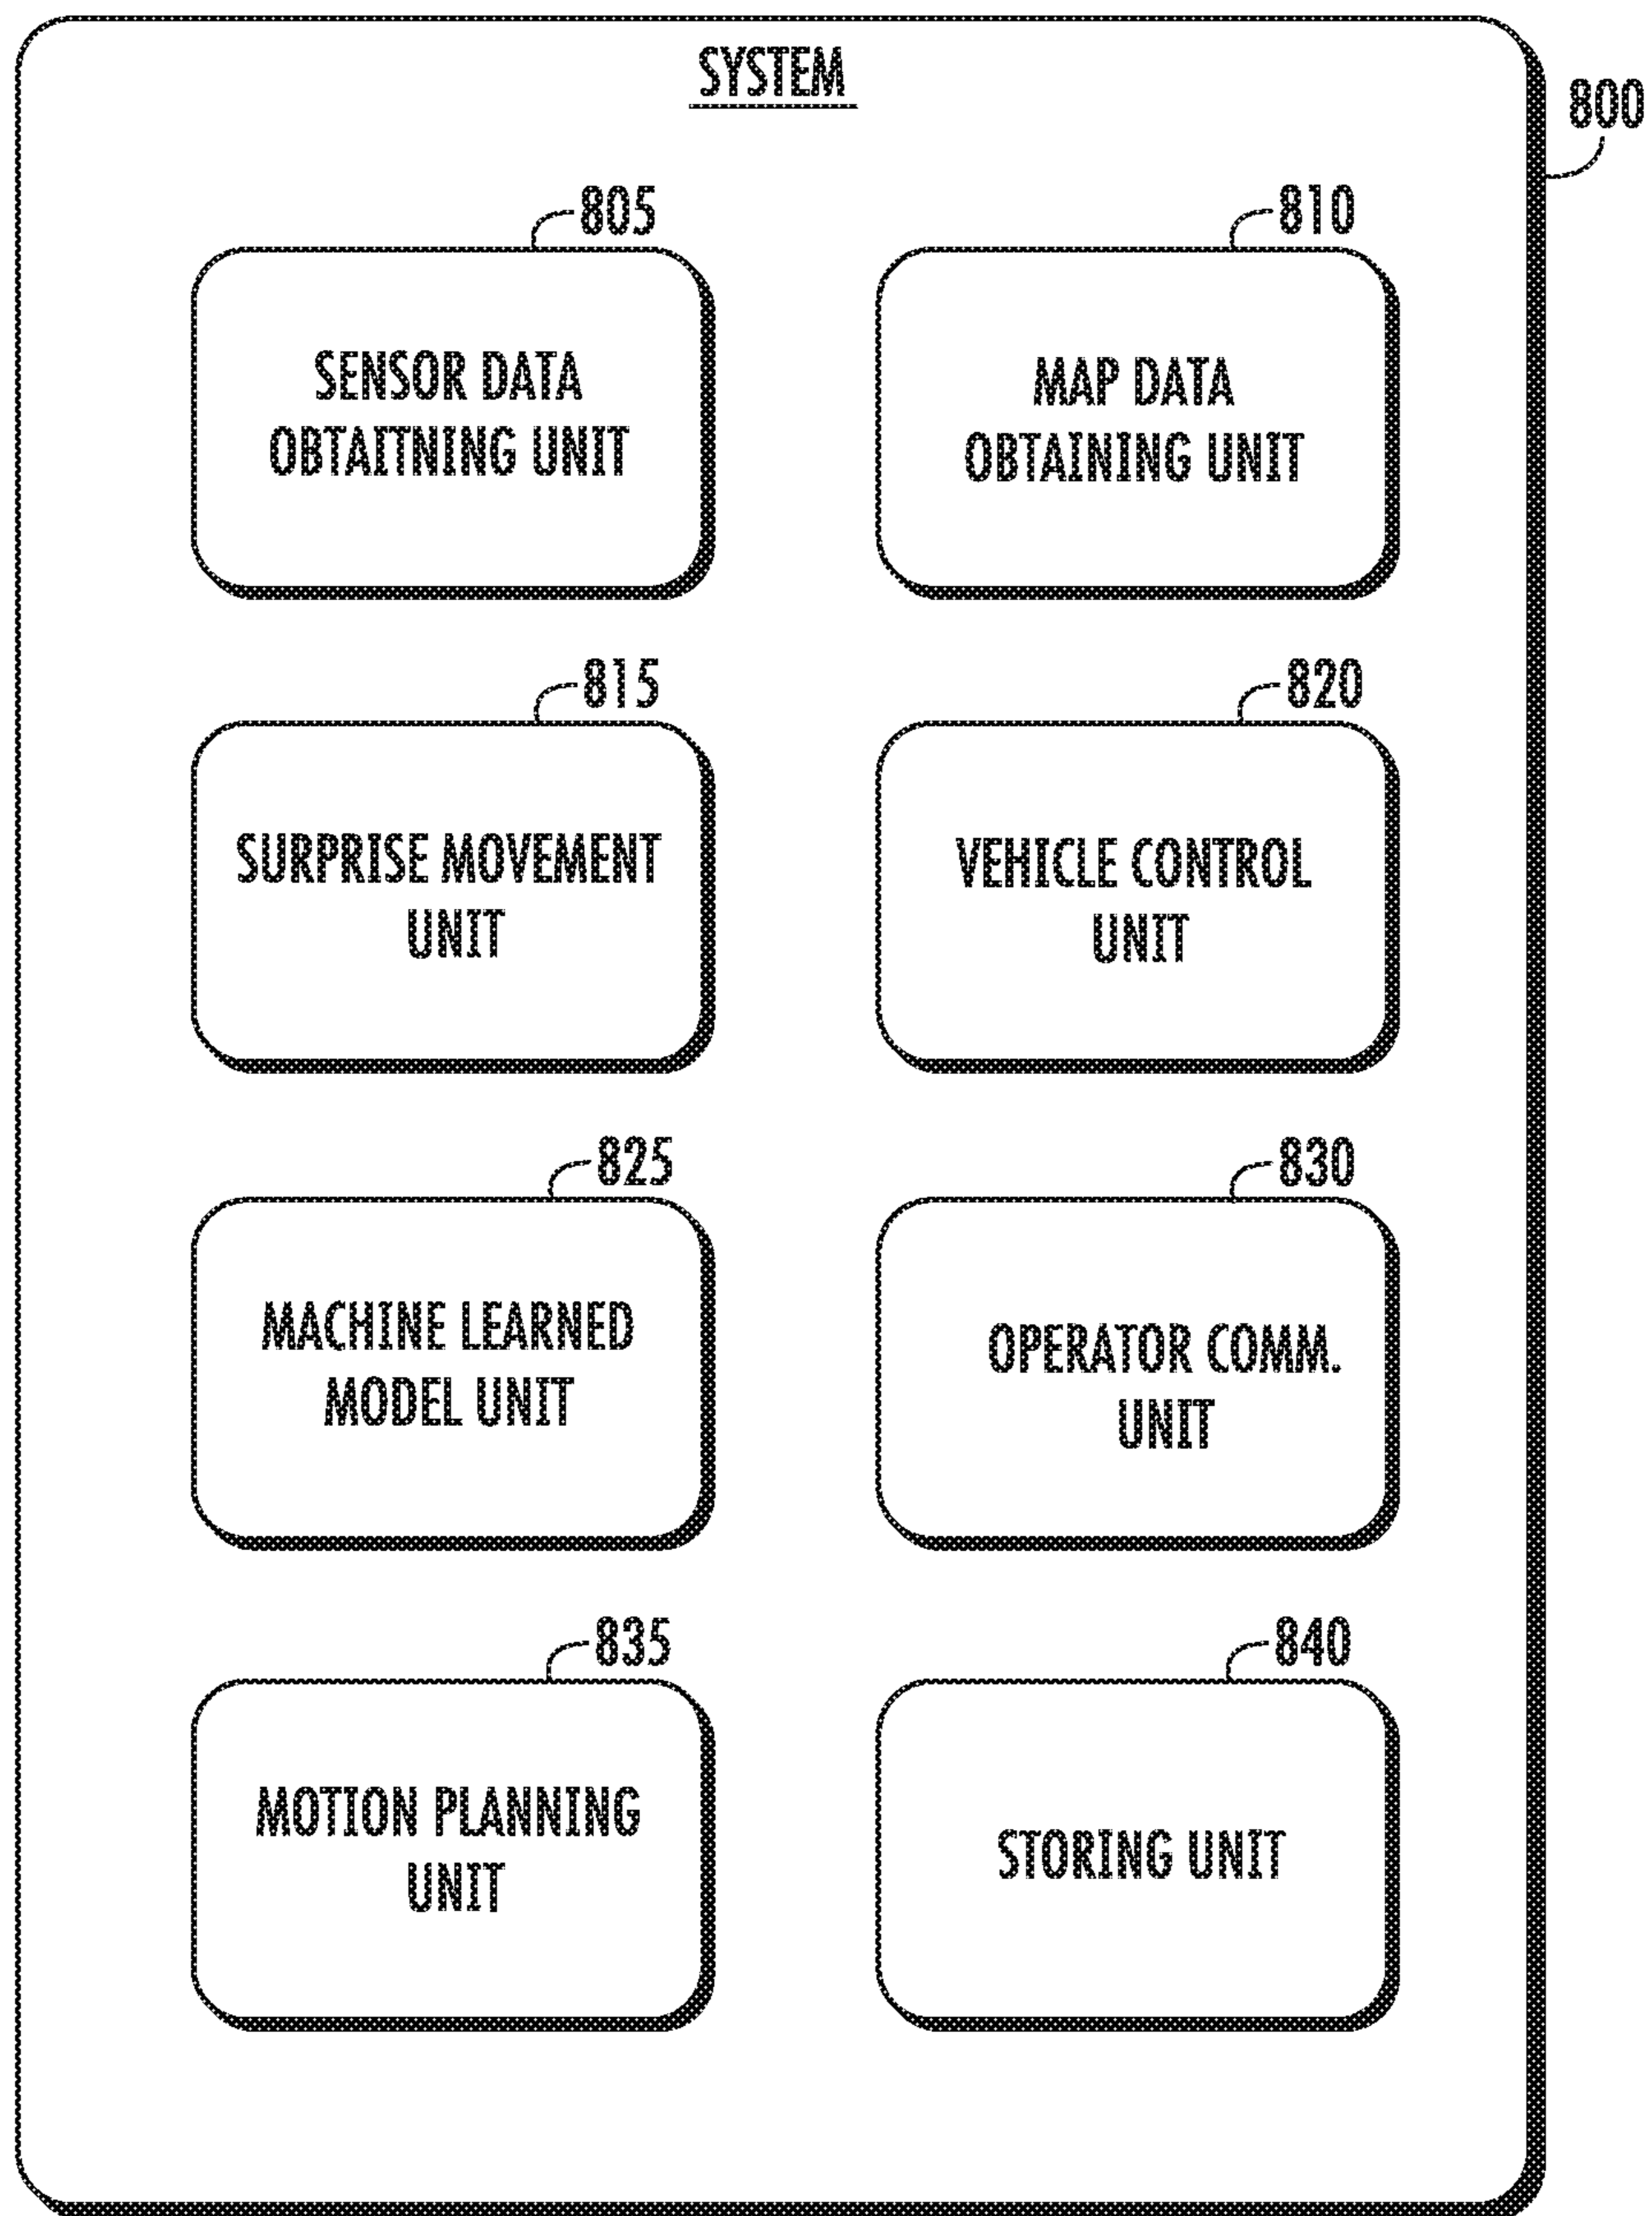 SYSTEM
800
805
SENSOR DATA
OBTAITNING UNIT
810
MAP DATA
OBTAINING UNIT
815
SURPRISE MOVEMENT
UNIT
820
VEHICLE CONTROL
UNIT
825
MACHINE LEARNED
MODEL UNIT
830
OPERATOR COMM.
UNIT
835
MOTION PLANNING
UNIT
840
STORING UNIT